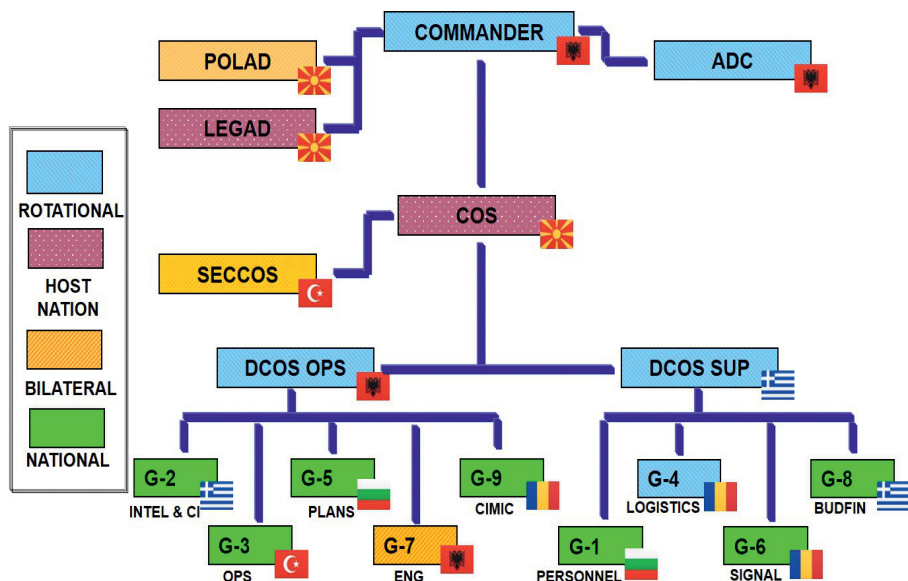 COMMANDER
POLAD
ADC
LEGAD
ROTATIONAL
HOST
NATION
BILATERAL
NATIONAL
COS
SECCOS
DCOS OPS
DCOS SUP
G-2
INTEL & CI
G-5
PLANS
G-9
CIMIC
G-4
LOGISTICS
G-8
BUDFIN
G-3
OPS
G-7
ENG
G-1
PERSONNEL
G-6
SIGNAL